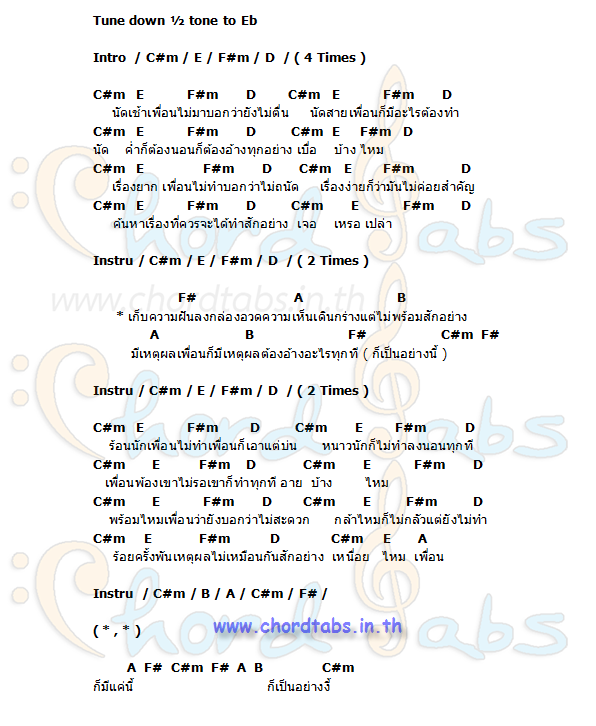 Tune down ½ tone to Eb
Intro / C#m / E / F#m / D / ( 4 Times )
C#m E F#m D C#m E F#m D
นัดเช้าเพื่อนไม่มาบอกว่ายังไม่ตื่น นัดสายเพื่อนก็มีอะไรต้องทำ
C#m E F#m D C#m E F#m D
นัด ค่ำก็ต้องนอนก็ต้องอ้างทุกอย่าง เบื่อ บ้าง ไหม
C#m E F#m D C#m E F#m D
เรื่องยาก เพื่อนไม่ทำบอกว่าไม่ถนัด เรื่องง่ายก็ว่ามันไม่ค่อยสำคัญ
C#m E F#m D C#m E F#m D
ค้นหาเรื่องที่ควรจะได้ทำสักอย่าง เจอ เหรอ เปล่า
Instru / C#m / E / F#m / D / ( 2 Times )
www.chordtabs.in.th
F# A B
* เก็บความฝันลงกล่องอวดความเห็นเดินกร่างแต่ไม่พร้อมสักอย่าง
A B F# C#m F#
มีเหตุผลเพื่อนก็มีเหตุผลต้องอ้างอะไรทุกที ( ก็เป็นอย่างนี้ )
Instru / C#m / E / F#m / D / ( 2 Times )
C#m E F#m D C#m E F#m D
ร้อนนักเพื่อนไม่ทำเพื่อนก็เอาแต่บ่น หนาวนักก็ไม่ทำลงนอนทุกที
C#m E F#m D C#m E F#m D
เพื่อนพ้องเขาไม่รอเขาก็ทำทุกที อาย บ้าง ไหม
C#m E F#m D C#m E F#m D
พร้อมไหมเพื่อนว่ายังบอกว่าไม่สะดวก กล้าไหมก็ไม่กลัวแต่ยังไม่ทำ
C#m E F#m D C#m E A
ร้อยครั้งพันเหตุผลไม่เหมือนกันสักอย่าง เหนื่อย ไหม เพื่อน
Instru / C#m / B / A / C#m / F# /
( * , * ) www.chordtabs.in.th
A F# C#m F# A B C#m
ก็มีแค่นี้ ก็เป็นอย่างงี้